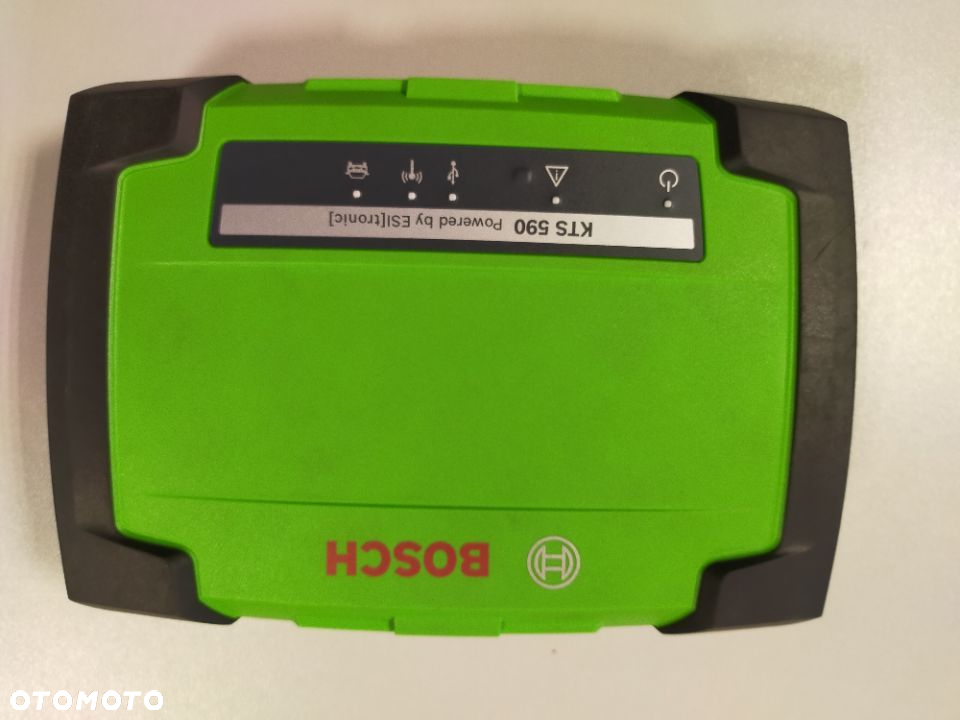 BOSCH
KTS 590 Powered by ESI[tronic]
OTOMOTO